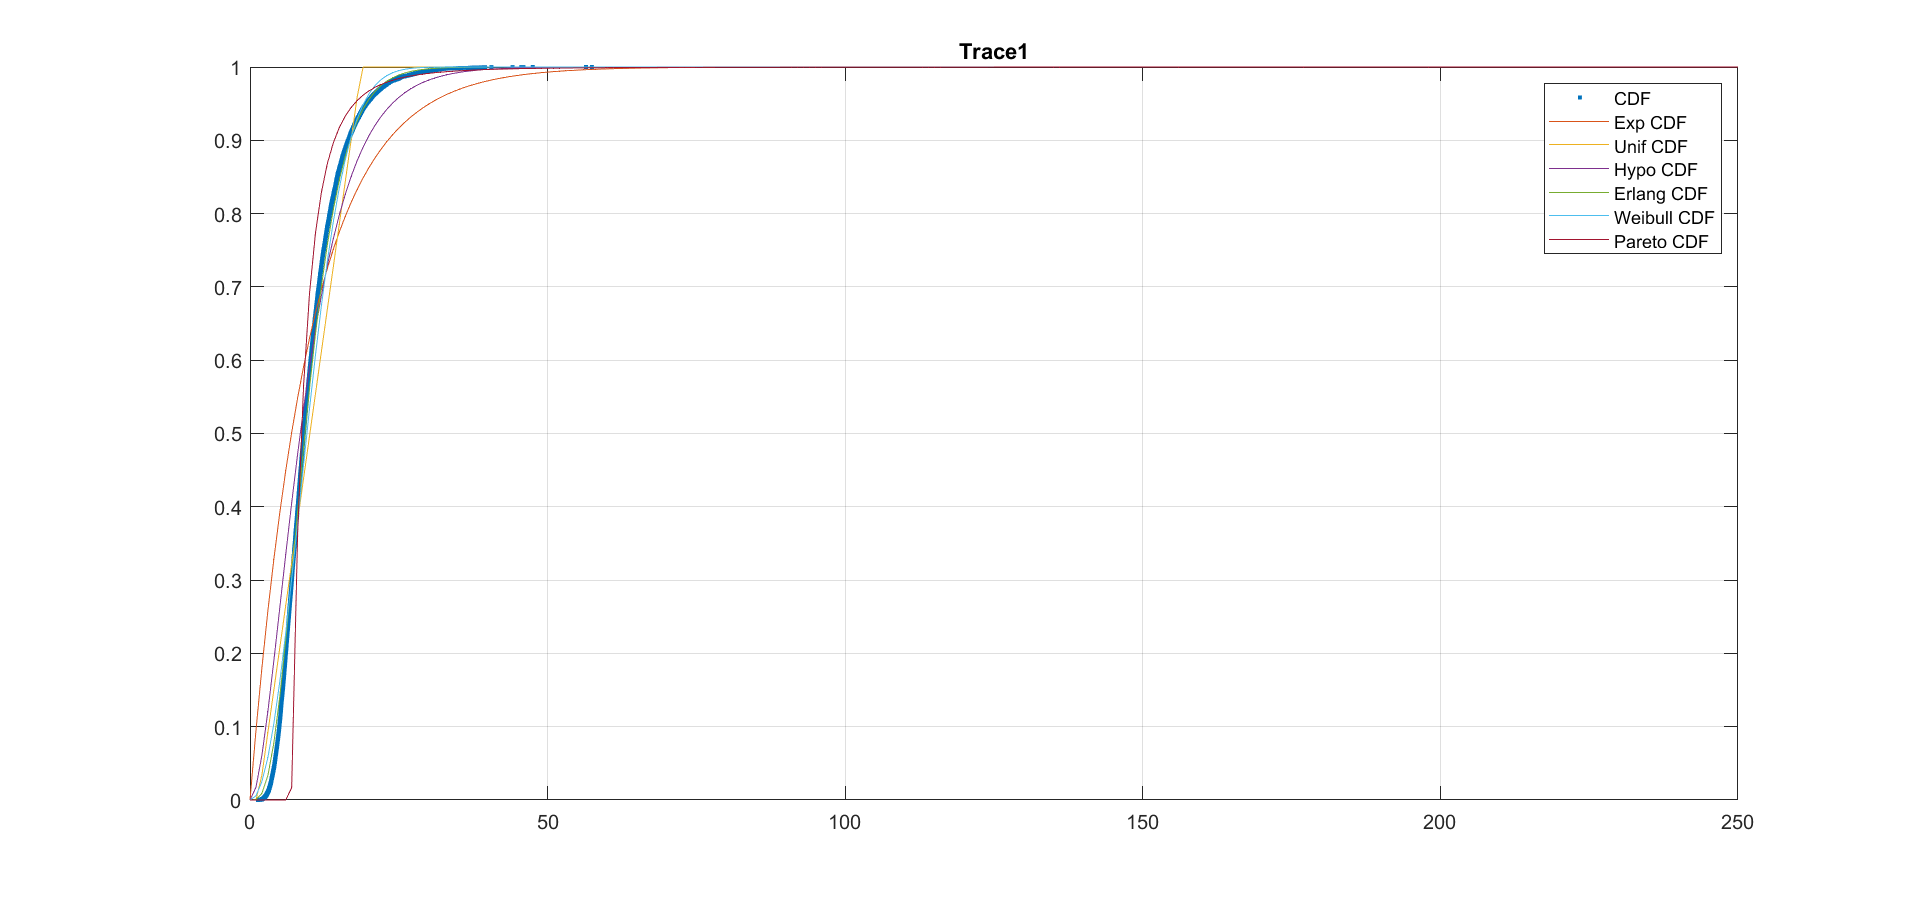 Trace1
1
0.9
0.8
0.7
0.6
0.5
0.4
0.3
0.2
0.1
0
0 50 100 150 200 250
CDF
Exp CDF
Unif CDF
Hypo CDF
Erlang CDF
Weibull CDF
Pareto CDF